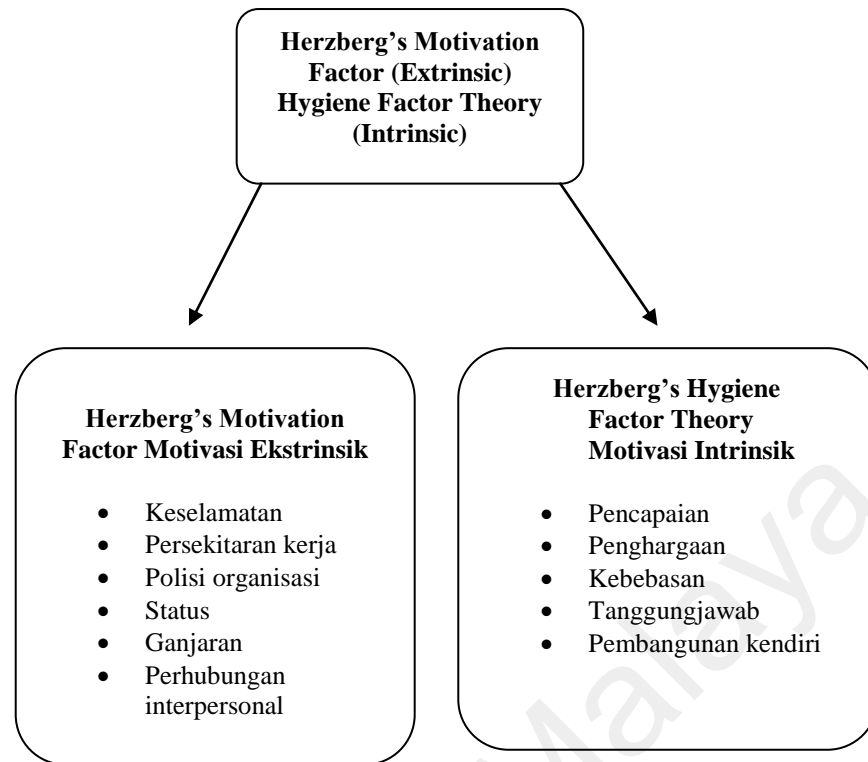 Herzberg’s Motivation
Factor (Extrinsic)
Hygiene Factor Theory
(Intrinsic)
Herzberg’s Motivation
Factor Motivasi Ekstrinsik
• Keselamatan
• Persekitaran kerja
• Polisi organisasi
• Status
• Ganjaran
• Perhubungan
interpersonal
Herzberg’s Hygiene
Factor Theory
Motivasi Intrinsik
• Pencapaian
• Penghargaan
• Kebebasan
• Tanggungjawab
• Pembangunan kendiri
Malaya